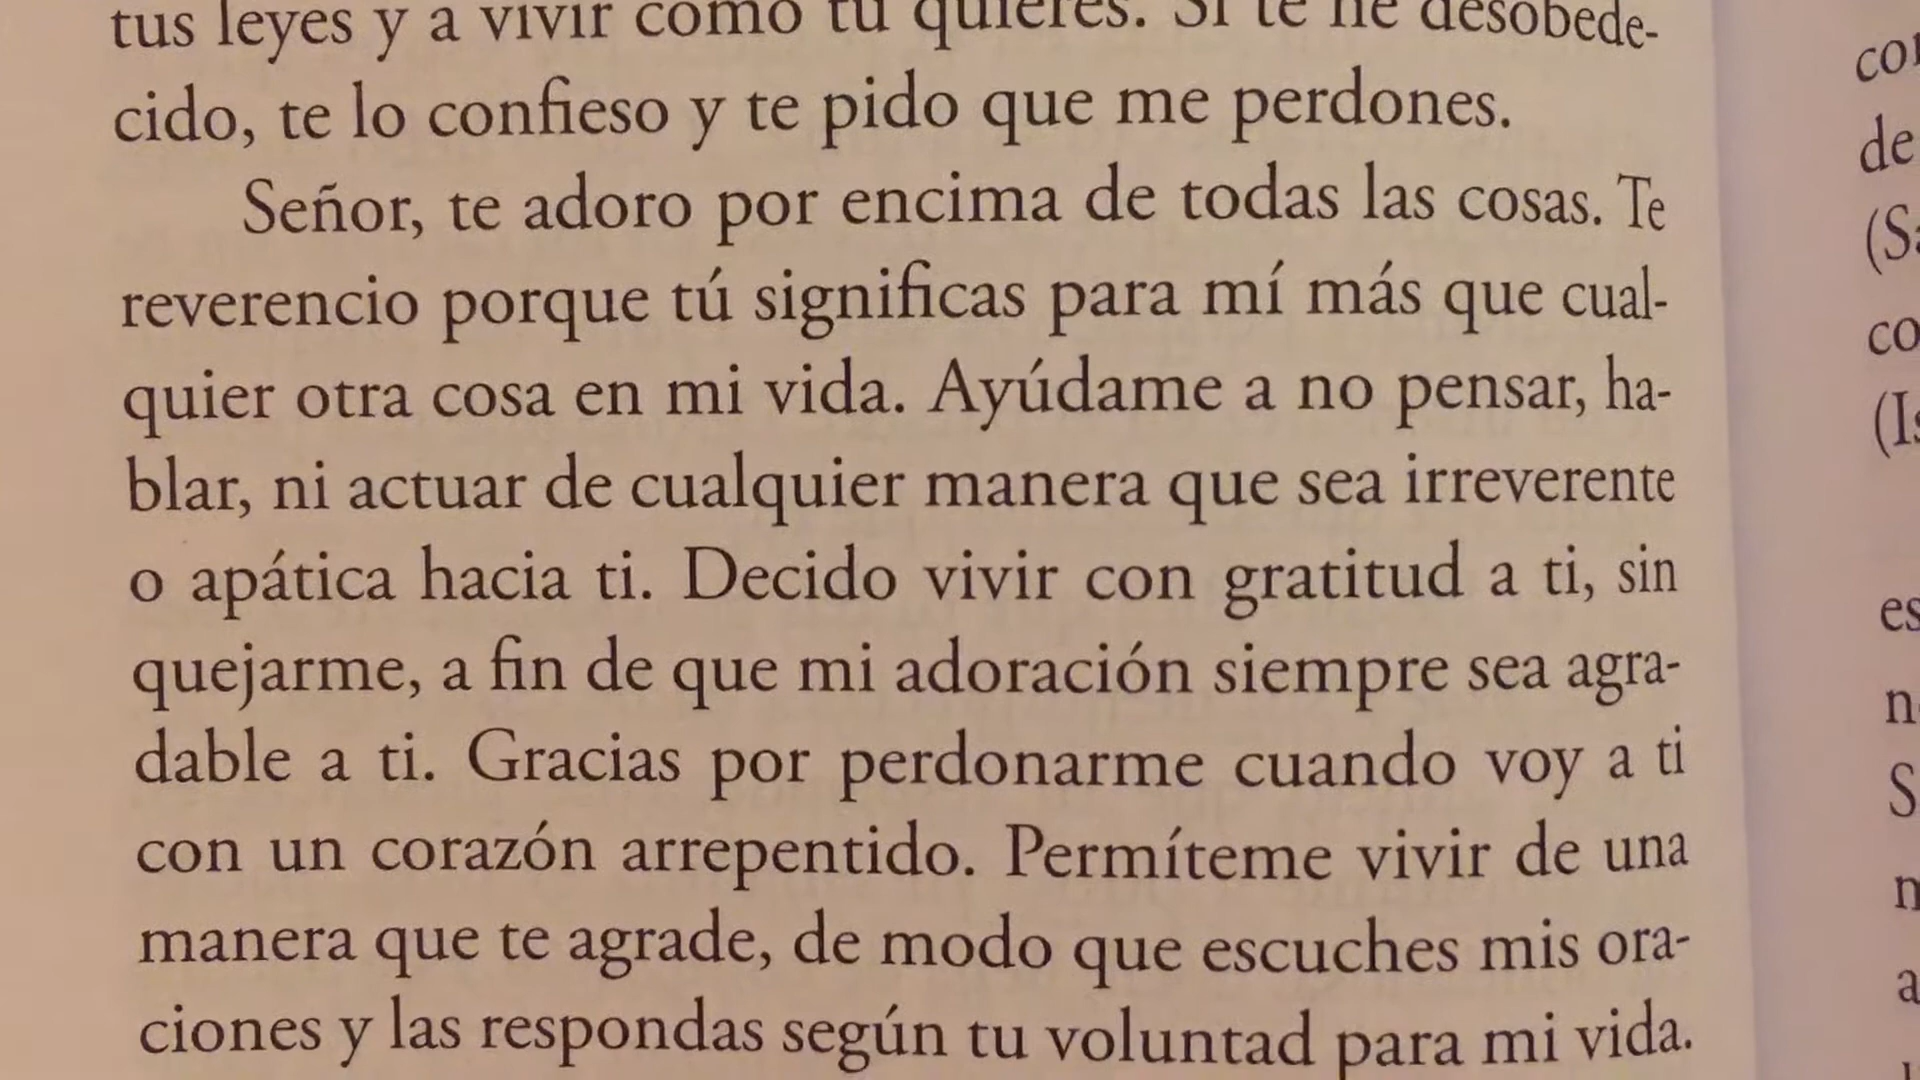 tus leyes y a vivir como tú quieres. Si te he desobede-
cido, te lo confieso y te pido que me perdones.
Señor, te adoro por encima de todas las cosas. Te
reverencio porque tú significas para mí más que cual-
quier otra cosa en mi vida. Ayúdame a no pensar, ha-
blar, ni actuar de cualquier manera que sea irreverente
o apática hacia ti. Decido vivir con gratitud a ti, sin
quejarme, a fin de que mi adoración siempre sea agra-
dable a ti. Gracias por perdonarme cuando voy a ti
con un corazón arrepentido. Permíteme vivir de una
manera que te agrade, de modo que escuches mis ora-
ciones y las respondas según tu voluntad para mi vida.
de